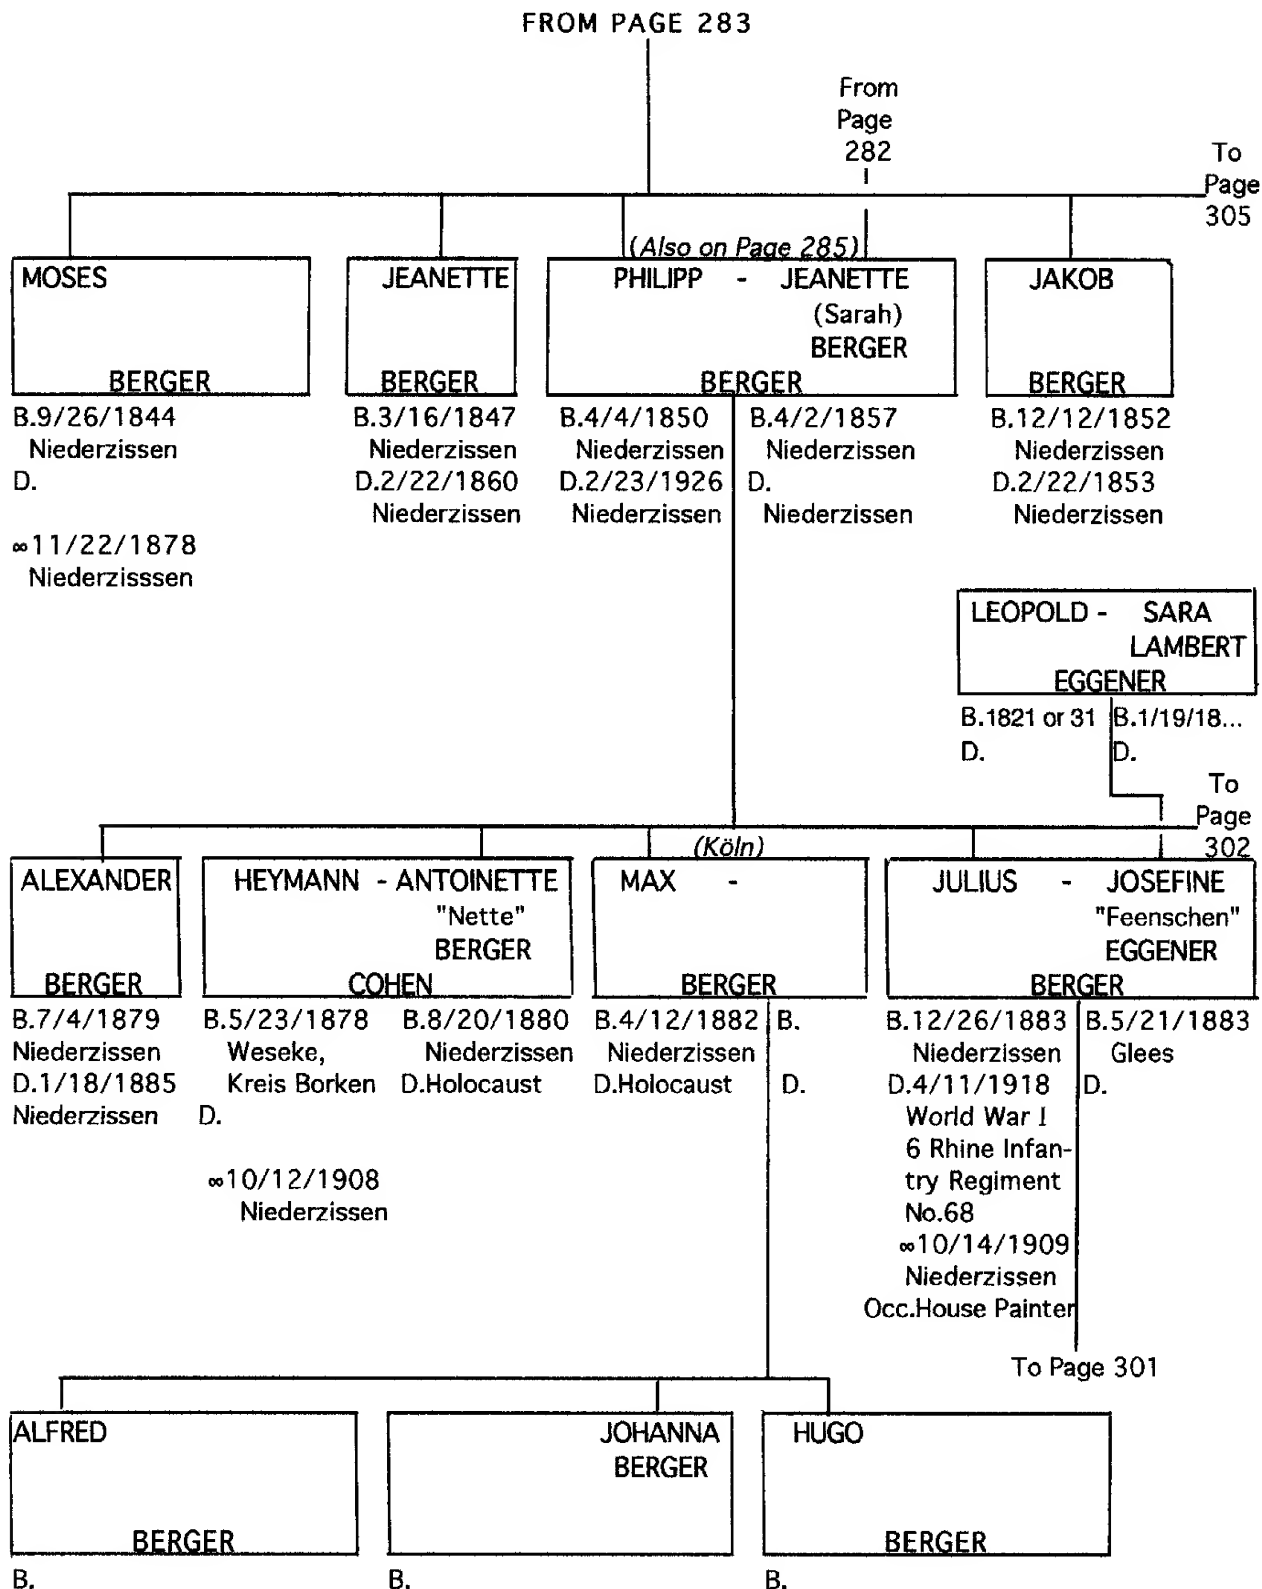 FROM PAGE 283
From
Page
282
To
Page
305
(Also on Page 285)
MOSES
BERGER
B.9/26/1844
Niederzissen
D.
∞11/22/1878
Niederzisssen
JEANETTE
BERGER
B.3/16/1847
Niederzissen
D.2/22/1860
Niederzissen
PHILIPP - JEANETTE
(Sarah)
BERGER
BERGER
B.4/4/1850
Niederzissen
D.2/23/1926
Niederzissen
B.4/2/1857
Niederzissen
D.
Niederzissen
JAKOB
BERGER
B.12/12/1852
Niederzissen
D.2/22/1853
Niederzissen
LEOPOLD - SARA
LAMBERT
EGGENER
B.1821 or 31
D.
B.1/19/18...
D.
To
Page
302
(Köln)
ALEXANDER
BERGER
B.7/4/1879
Niederzissen
D.1/18/1885
Niederzissen
HEYMANN - ANTOINETTE
"Nette"
BERGER
COHEN
B.5/23/1878
Weseke,
Kreis Borken
D.
∞10/12/1908
Niederzissen
B.8/20/1880
Niederzissen
D.Holocaust
MAX -
BERGER
B.4/12/1882
Niederzissen
D.Holocaust
B.
D.
JULIUS - JOSEFINE
"Feenschen"
EGGENER
BERGER
B.12/26/1883
Niederzissen
D.4/11/1918
World War I
6 Rhine Infan-
try Regiment
No.68
∞10/14/1909
Niederzissen
Occ.House Painter
B.5/21/1883
Glees
D.
To Page 301
ALFRED
BERGER
B.
JOHANNA
BERGER
B.
HUGO
BERGER
B.